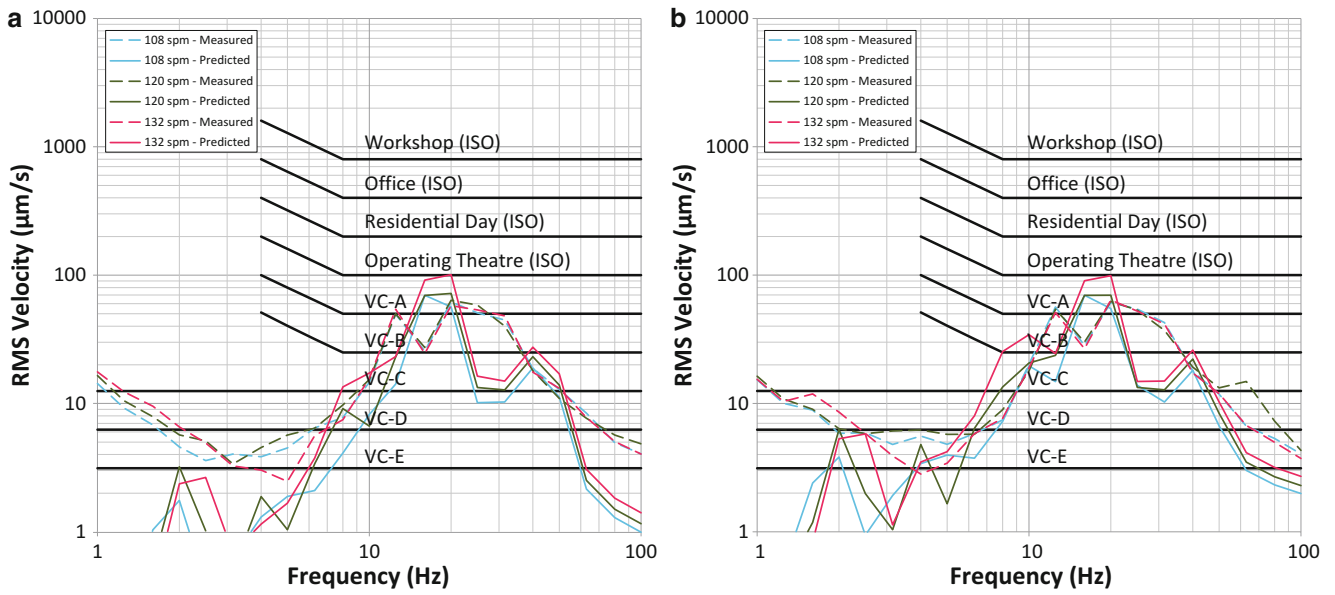 a
10000
1000
100
10
1
RMS Velocity (µm/s)
108 spm - Measured
108 spm - Predicted
120 spm - Measured
120 spm - Predicted
132 spm - Measured
132 spm - Predicted
Workshop (ISO)
Office (ISO)
Residential Day (ISO)
Operating Theatre (ISO)
VC-A
VC-B
VC-C
VC-D
VC-E
1
10
100
Frequency (Hz)
b
10000
1000
100
10
1
RMS Velocity (µm/s)
108 spm - Measured
108 spm - Predicted
120 spm - Measured
120 spm - Predicted
132 spm - Measured
132 spm - Predicted
Workshop (ISO)
Office (ISO)
Residential Day (ISO)
Operating Theatre (ISO)
VC-A
VC-B
VC-C
VC-D
VC-E
1
10
100
Frequency (Hz)